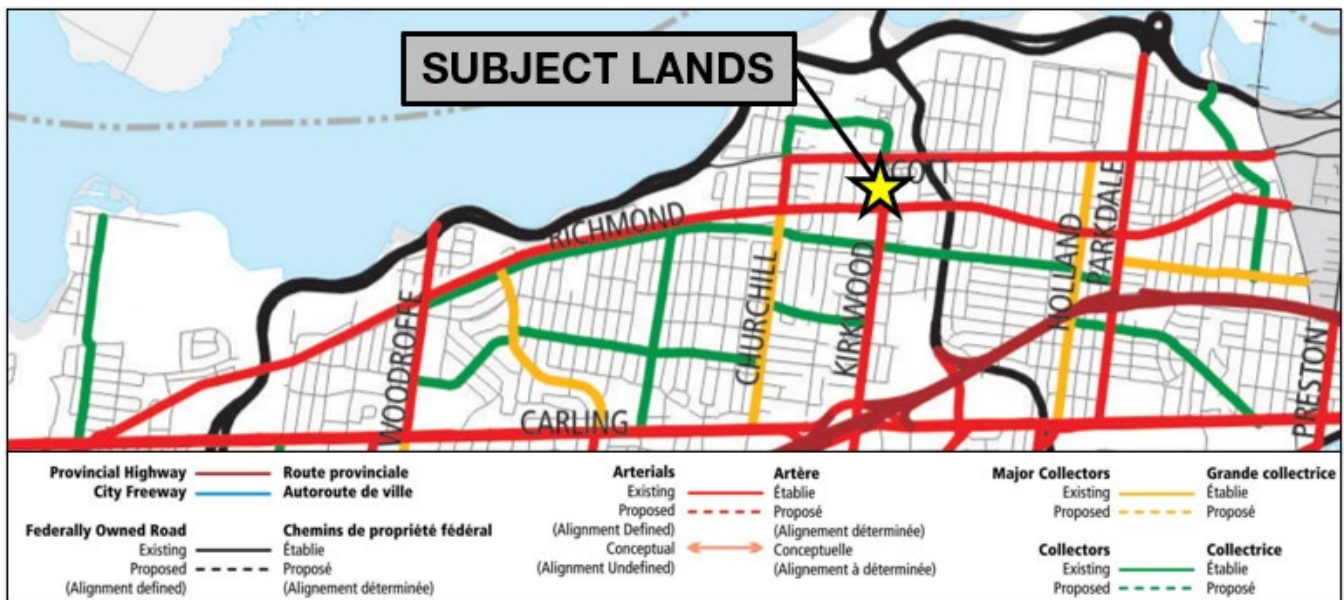 SUBJECT LANDS
COTT
RICHMOND
WOODROFFE
CHURCHILL
KIRKWOOD
HOLLAND
PARKDALE
PRESTON
CARLING
Provincial Highway Route provinciale
City Freeway Autoroute de ville
Federally Owned Road Chemins de propriété fédéral
Existing Établie
Proposed Proposé
(Alignment defined) (Alignement déterminée)
Arterials Artère
Existing Établie
Proposed Proposé
(Alignment Defined) (Alignement déterminée)
Conceptual Conceptuelle
(Alignment Undefined) (Alignement à déterminée)
Major Collectors Grande collectrice
Existing Établie
Proposed Proposé
Collectors Collectrice
Existing Établie
Proposed Proposé